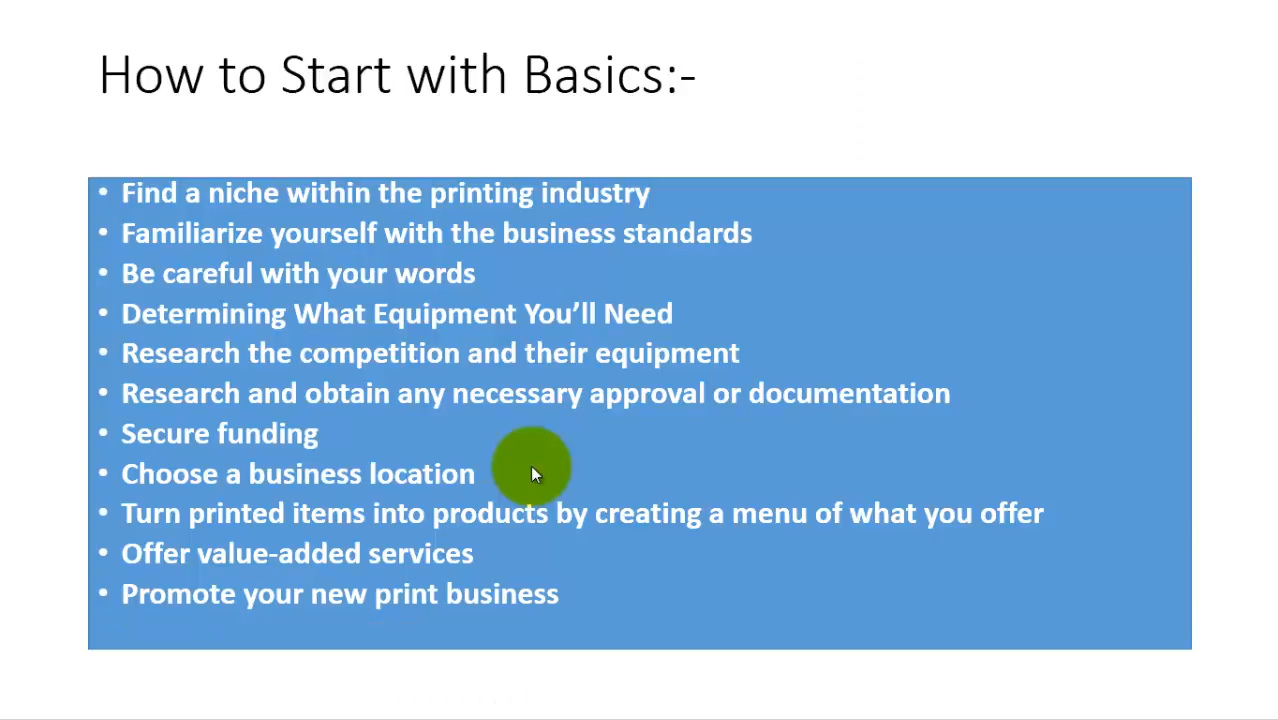 How to Start with Basics:-
• Find a niche within the printing industry
• Familiarize yourself with the business standards
• Be careful with your words
• Determining What Equipment You’ll Need
• Research the competition and their equipment
• Research and obtain any necessary approval or documentation
• Secure funding
• Choose a business location
• Turn printed items into products by creating a menu of what you offer
• Offer value-added services
• Promote your new print business